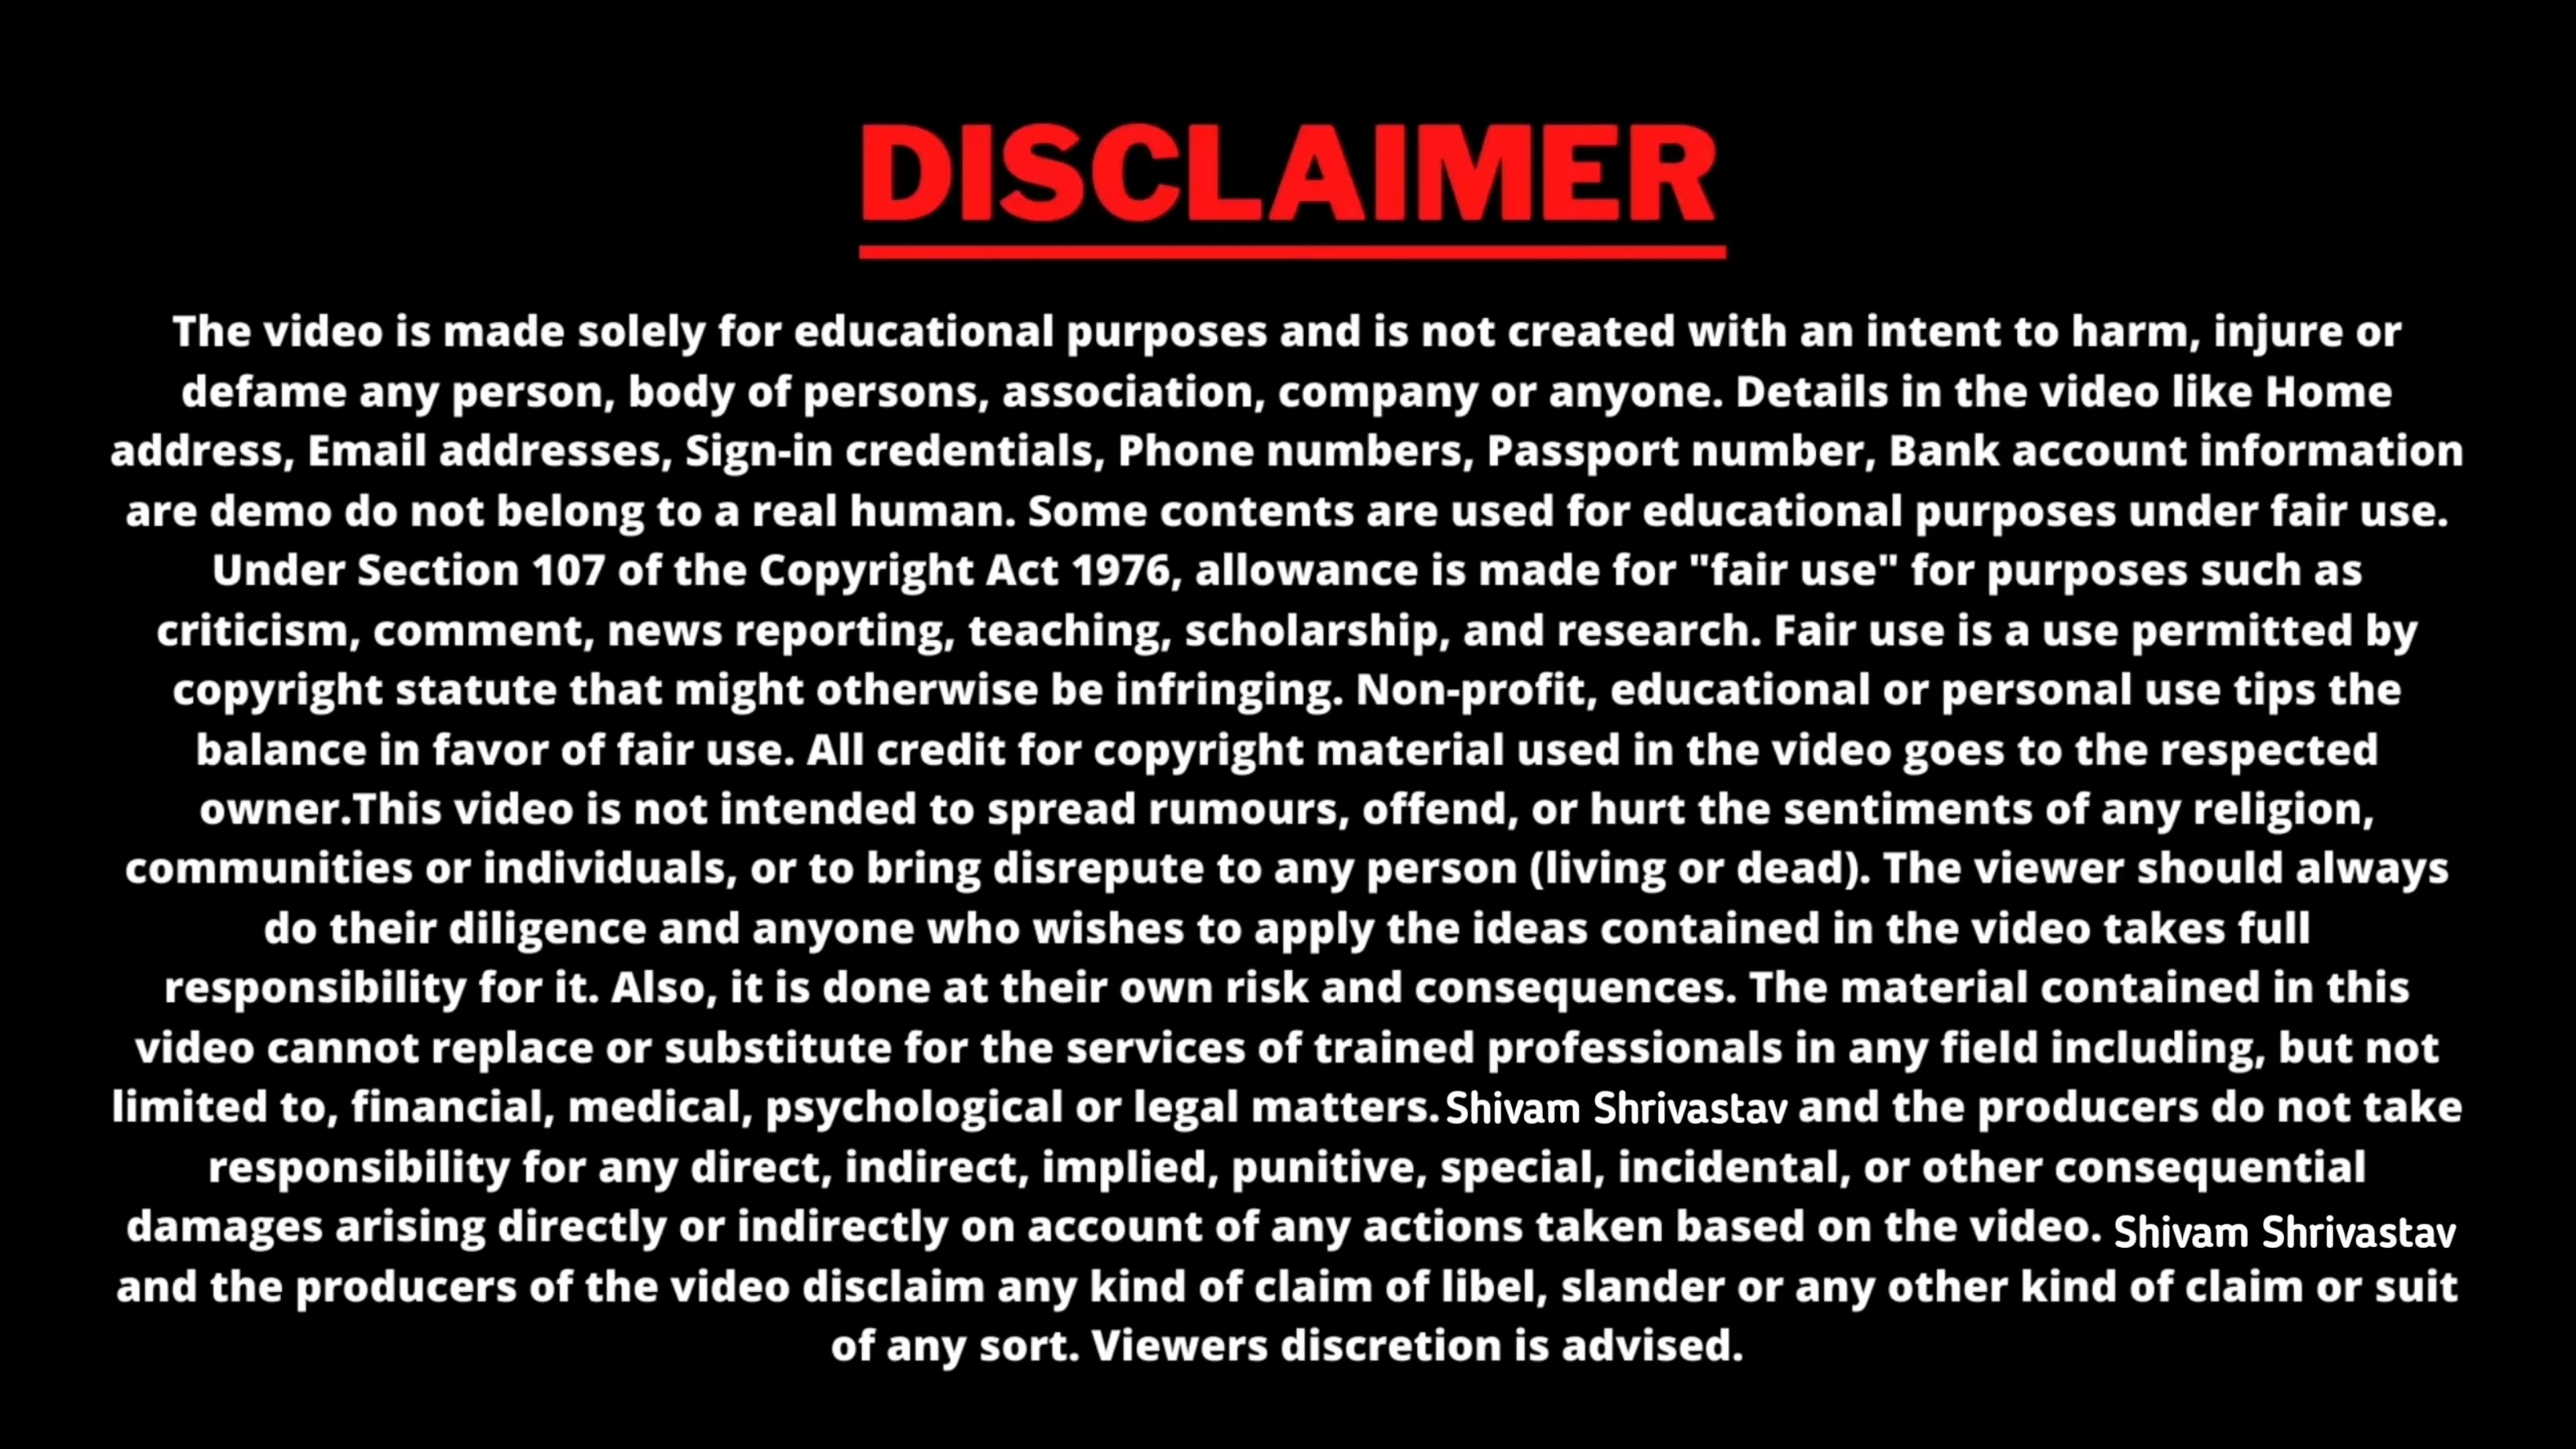 DISCLAIMER
The video is made solely for educational purposes and is not created with an intent to harm, injure or
defame any person, body of persons, association, company or anyone. Details in the video like Home
address, Email addresses, Sign-in credentials, Phone numbers, Passport number, Bank account information
are demo do not belong to a real human. Some contents are used for educational purposes under fair use.
Under Section 107 of the Copyright Act 1976, allowance is made for "fair use" for purposes such as
criticism, comment, news reporting, teaching, scholarship, and research. Fair use is a use permitted by
copyright statute that might otherwise be infringing. Non-profit, educational or personal use tips the
balance in favor of fair use. All credit for copyright material used in the video goes to the respected
owner.This video is not intended to spread rumours, offend, or hurt the sentiments of any religion,
communities or individuals, or to bring disrepute to any person (living or dead). The viewer should always
do their diligence and anyone who wishes to apply the ideas contained in the video takes full
responsibility for it. Also, it is done at their own risk and consequences. The material contained in this
video cannot replace or substitute for the services of trained professionals in any field including, but not
limited to, financial, medical, psychological or legal matters. Shivam Shrivastav and the producers do not take
responsibility for any direct, indirect, implied, punitive, special, incidental, or other consequential
damages arising directly or indirectly on account of any actions taken based on the video. Shivam Shrivastav
and the producers of the video disclaim any kind of claim of libel, slander or any other kind of claim or suit
of any sort. Viewers discretion is advised.